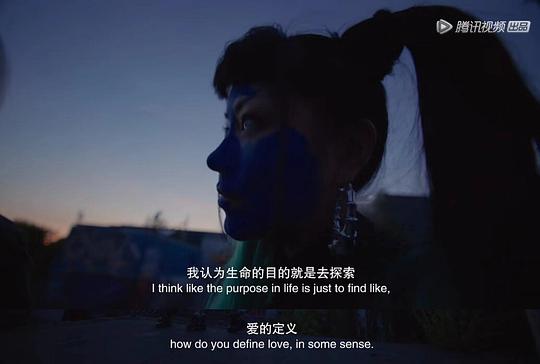 腾讯视频 出品
我认为生命的目的就是去探索
I think like the purpose in life is just to find like,
爱的定义
how do you define love, in some sense.